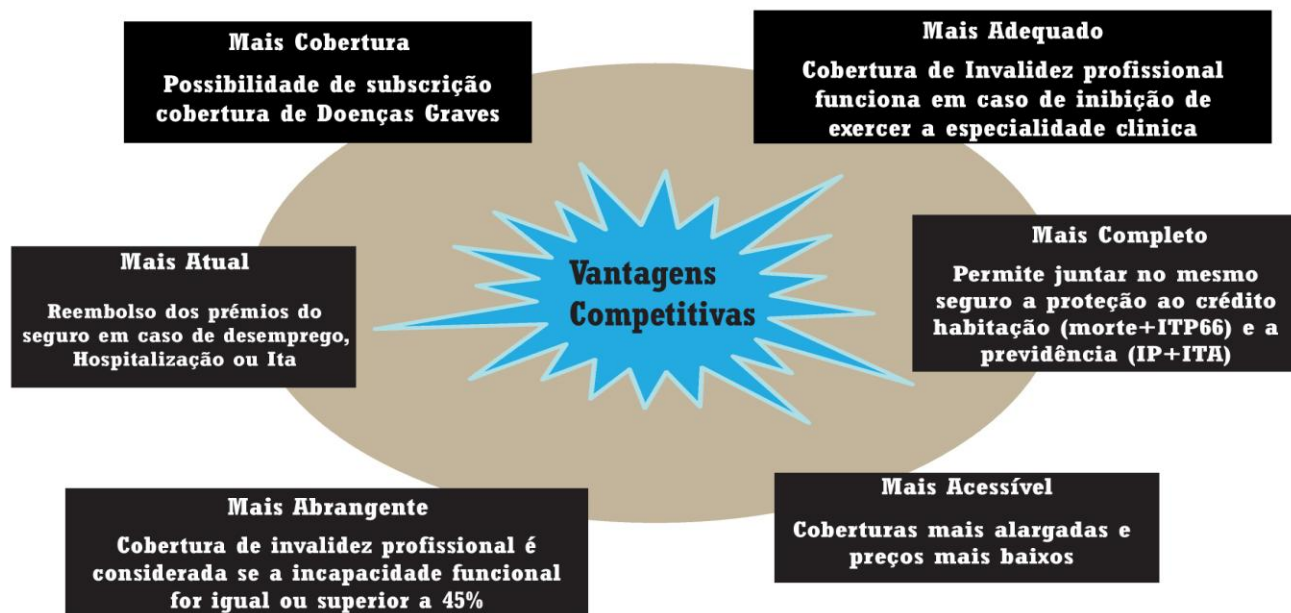 Mais Cobertura
Possibilidade de subscrição
cobertura de Doenças Graves
Mais Adequado
Cobertura de Invalidez profissional
funciona em caso de inibição de
exercer a especialidade clinica
Mais Atual
Reembolso dos prémios do
seguro em caso de desemprego,
Hospitalização ou Ita
Vantagens
Competitivas
Mais Completo
Permite juntar no mesmo
seguro a proteção ao crédito
habitação (morte+ITP66) e a
previdência (IP+ITA)
Mais Abrangente
Cobertura de invalidez profissional é
considerada se a incapacidade funcional
for igual ou superior a 45%
Mais Acessível
Coberturas mais alargadas e
preços mais baixos